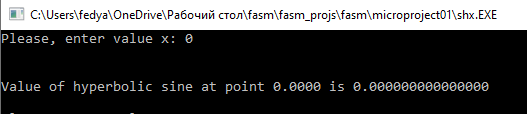 C:\Users\fedya\OneDrive\Рабочий стол\fasm\fasm_projs\fasm\microproject01\shx.EXE
Please, enter value x: 0
Value of hyperbolic sine at point 0.0000 is 0.000000000000000